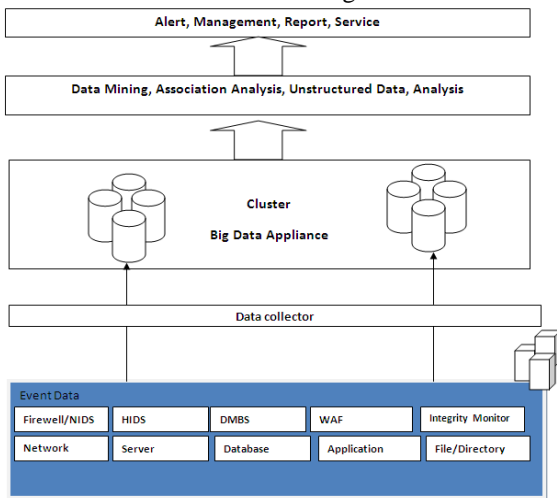 Alert, Management, Report, Service
Data Mining, Association Analysis, Unstructured Data, Analysis
Cluster
Big Data Appliance
Data collector
Event Data
Firewell/NIDS HIDS DMBS WAF Integrity Monitor
Network Server Database Application File/Directory